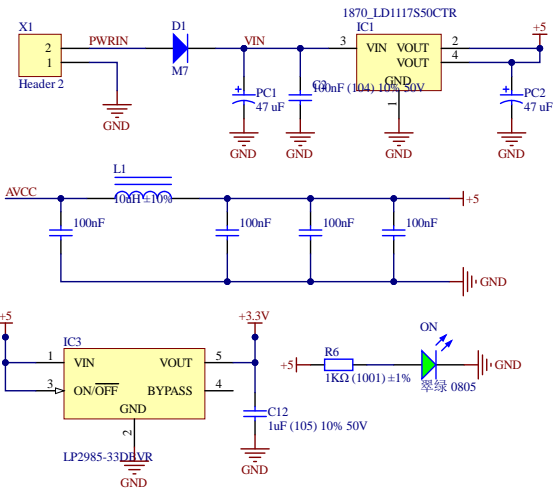 1870_LD1117S50CTR
X1
D1
IC1
+5
2
PWRIN
VIN
3
VIN
VOUT
2
1
VOUT
4
Header 2
M7
GND
PC1
47 uF
C2
100nF (104) 10% 50V
1
PC2
47 uF
GND
GND
GND
GND
GND
L1
AVCC
10uH ±10%
+5
100nF
100nF
100nF
100nF
GND
+5
+3.3V
IC3
ON
1
VIN
VOUT
5
R6
+5
GND
3
ON/OFF
BYPASS
4
1KΩ (1001) ±1%
翠绿 0805
GND
C12
1uF (105) 10% 50V
2
LP2985-33DBVR
GND
GND